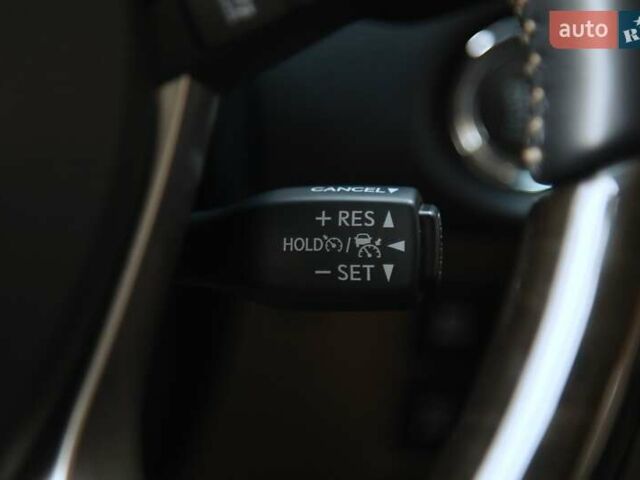 auto
R
CANCEL▼
+ RES ▲
HOLD / ◄
− SET ▼